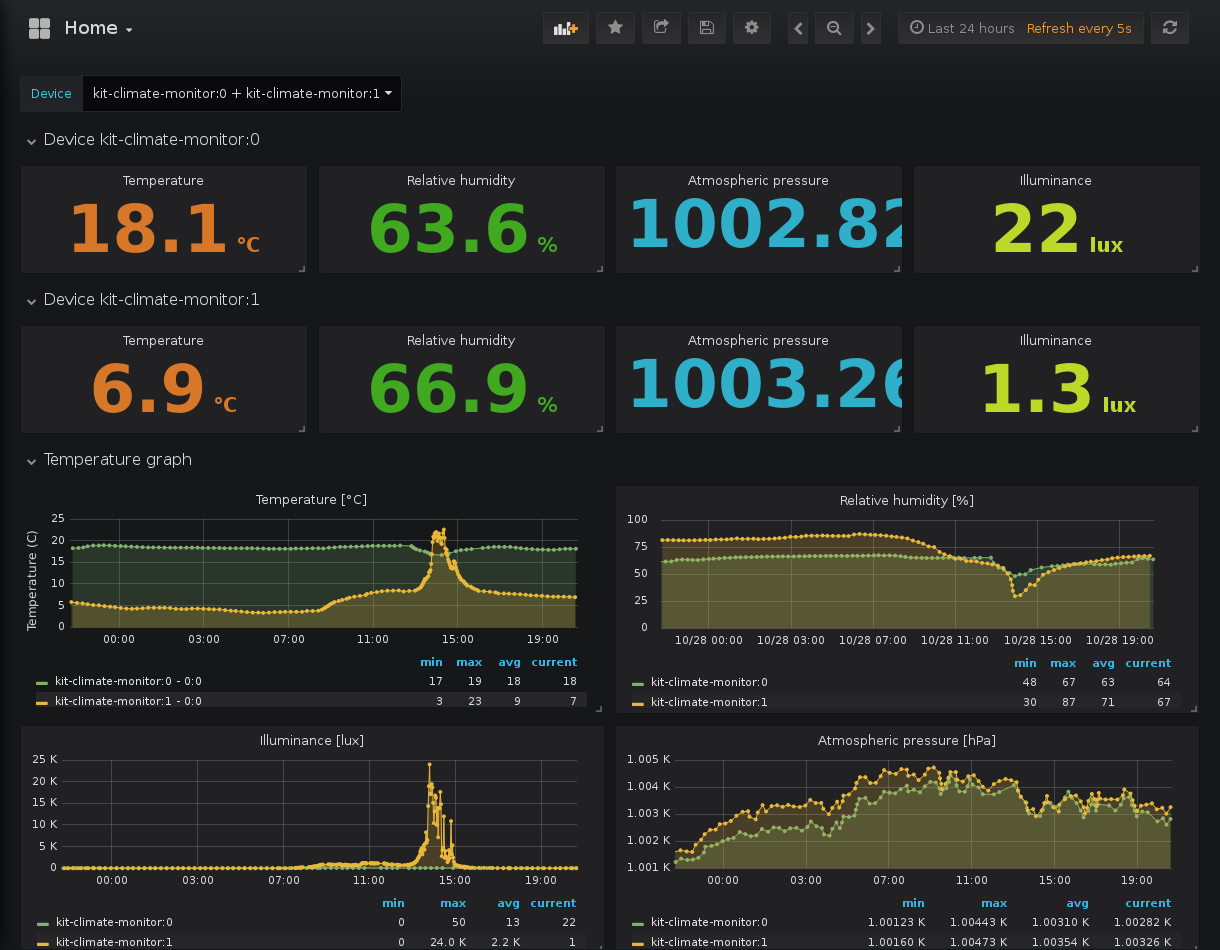 Home
Last 24 hours Refresh every 5s
Device kit-climate-monitor:0 + kit-climate-monitor:1
Device kit-climate-monitor:0
Temperature Relative humidity Atmospheric pressure Illuminance
18.1 °C 63.6 % 1002.82 22 lux
Device kit-climate-monitor:1
Temperature Relative humidity Atmospheric pressure Illuminance
6.9 °C 66.9 % 1003.26 1.3 lux
Temperature graph
Temperature [°C]
Temperature (C)
25
20
15
10
5
0
00:00 03:00 07:00 11:00 15:00 19:00
min max avg current
kit-climate-monitor:0 - 0:0 17 19 18 18
kit-climate-monitor:1 - 0:0 3 23 9 7
Relative humidity [%]
100
75
50
25
0
10/28 00:00 10/28 03:00 10/28 07:00 10/28 11:00 10/28 15:00 10/28 19:00
min max avg current
kit-climate-monitor:0 48 67 63 64
kit-climate-monitor:1 30 87 71 67
Illuminance [lux]
25 K
20 K
15 K
10 K
5 K
0
00:00 03:00 07:00 11:00 15:00 19:00
min max avg current
kit-climate-monitor:0 0 50 13 22
kit-climate-monitor:1 0 24.0 K 2.2 K 1
Atmospheric pressure [hPa]
1.005 K
1.004 K
1.003 K
1.002 K
1.001 K
00:00 03:00 07:00 11:00 15:00 19:00
min max avg current
kit-climate-monitor:0 1.00123 K 1.00443 K 1.00310 K 1.00282 K
kit-climate-monitor:1 1.00160 K 1.00473 K 1.00354 K 1.00326 K